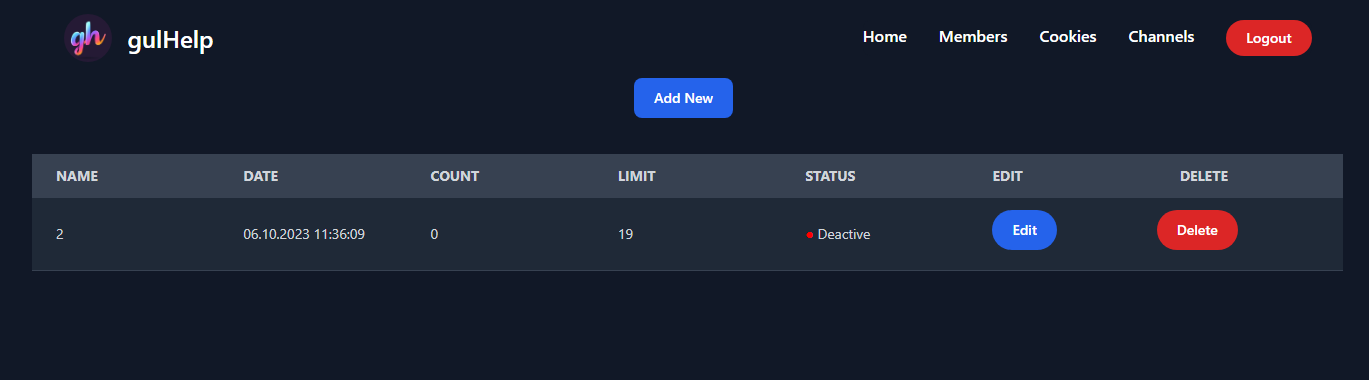 gh gulHelp Home Members Cookies Channels Logout
Add New
NAME DATE COUNT LIMIT STATUS EDIT DELETE
2 06.10.2023 11:36:09 0 19 Deactive Edit Delete